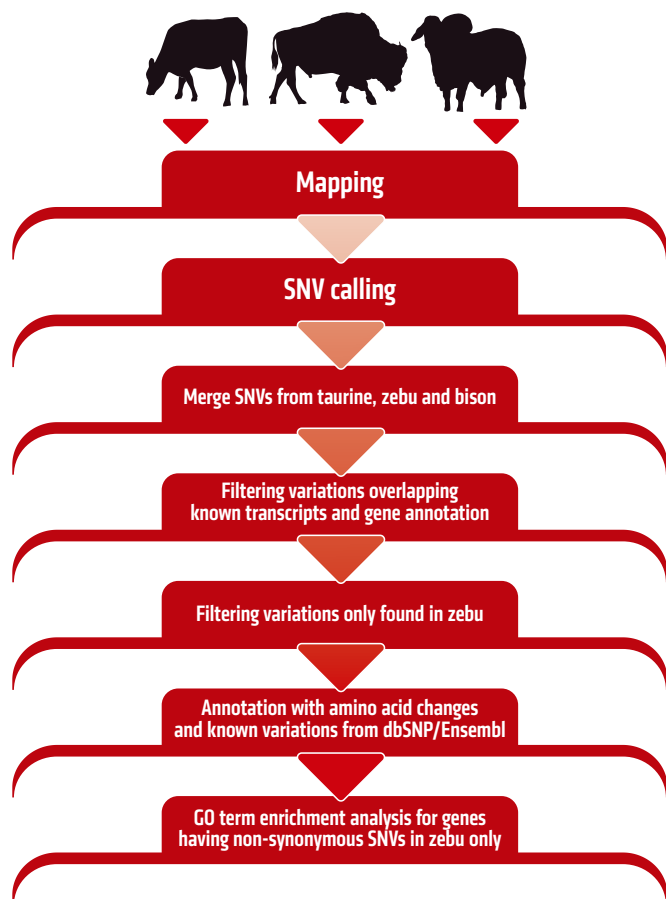 Mapping
SNV calling
Merge SNVs from taurine, zebu and bison
Filtering variations overlapping
known transcripts and gene annotation
Filtering variations only found in zebu
Annotation with amino acid changes
and known variations from dbSNP/Ensembl
GO term enrichment analysis for genes
having non-synonymous SNVs in zebu only